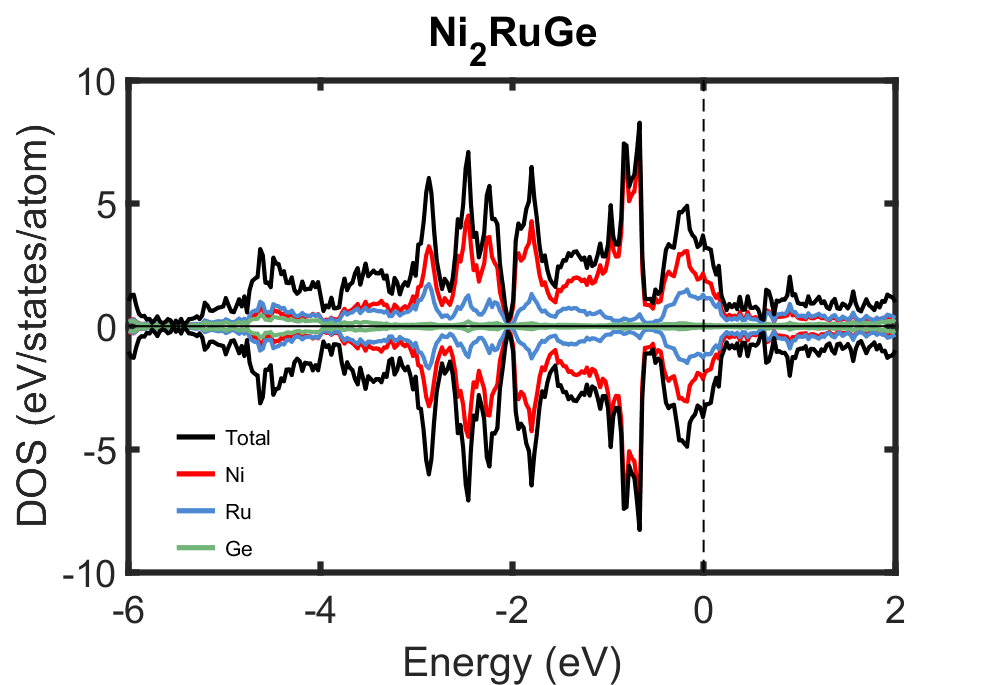 Ni2RuGe
10
5
0
-5
-10
DOS (eV/states/atom)
Total
Ni
Ru
Ge
-6 -4 -2 0 2
Energy (eV)